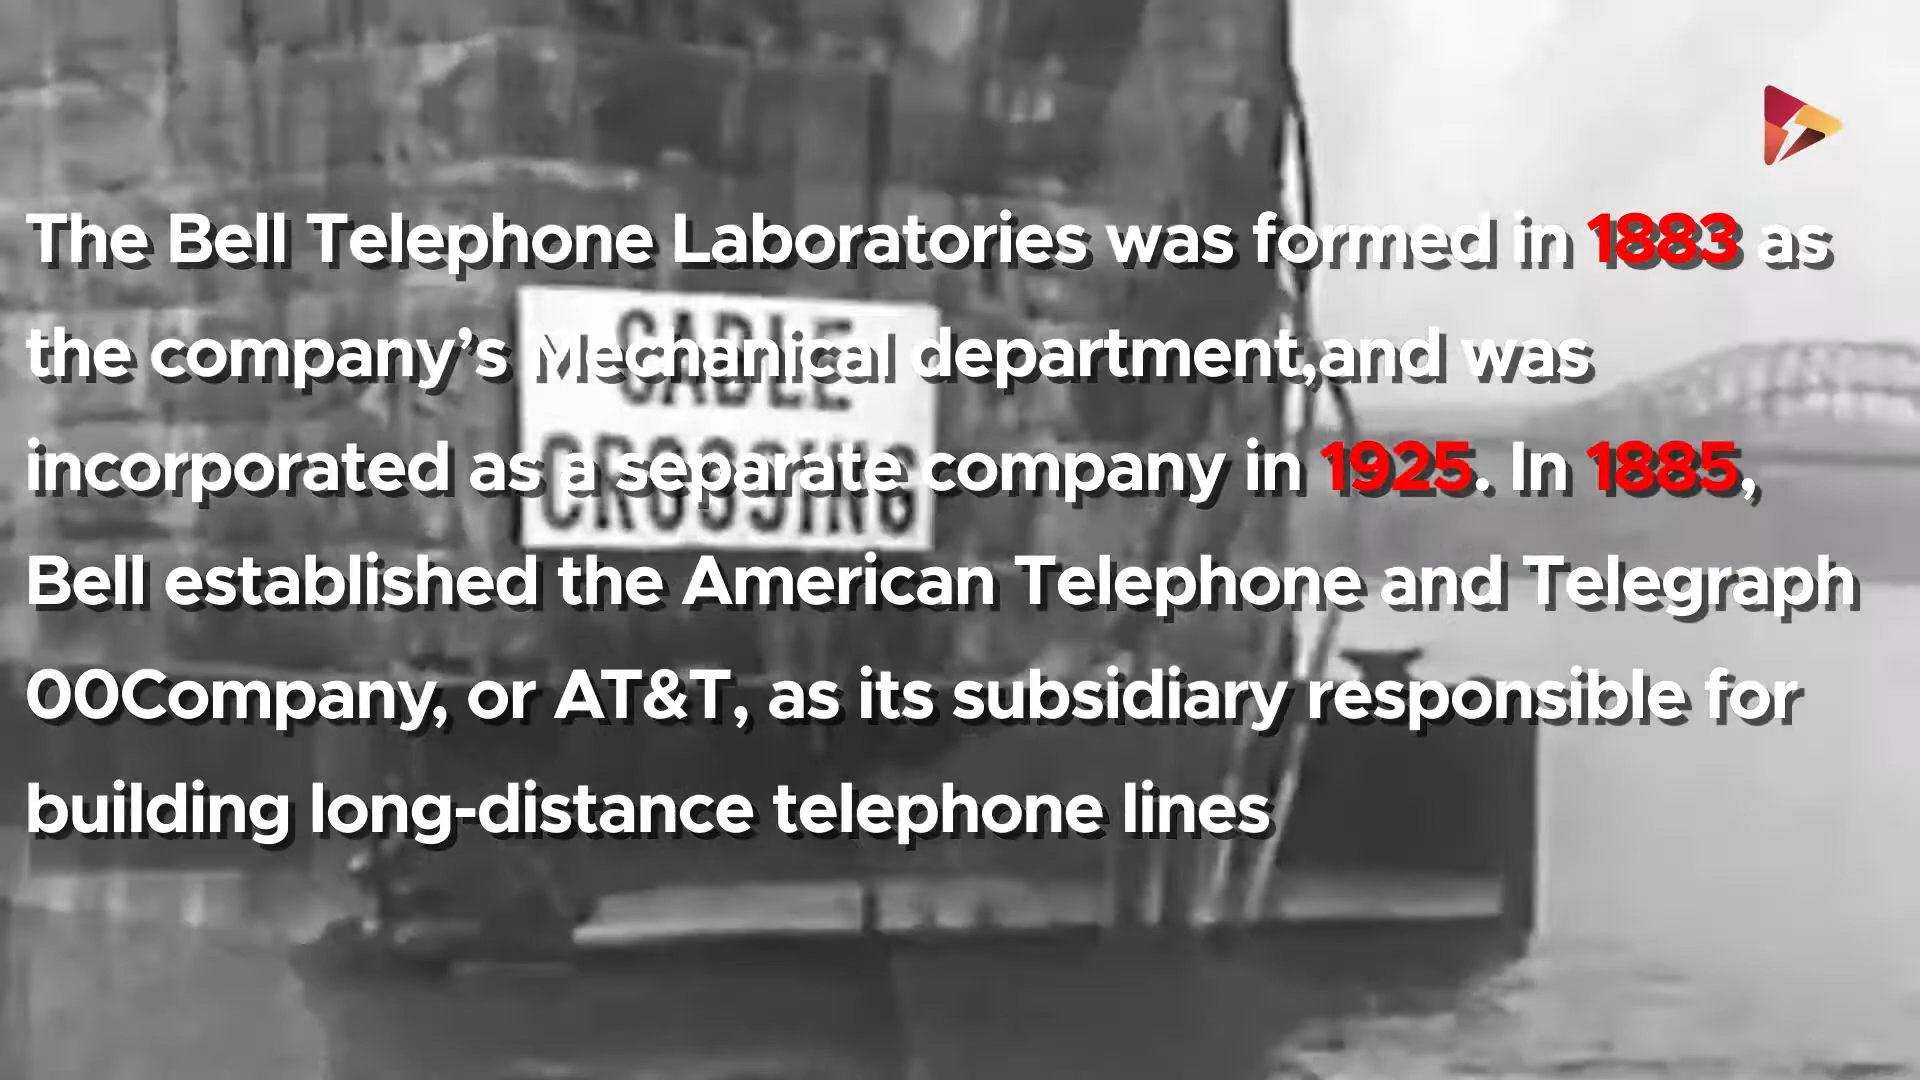 The Bell Telephone Laboratories was formed in 1883 as
the company’s Mechanical department,and was
incorporated as a separate company in 1925. In 1885,
Bell established the American Telephone and Telegraph
00Company, or AT&T, as its subsidiary responsible for
building long-distance telephone lines
CABLE
CROSSING